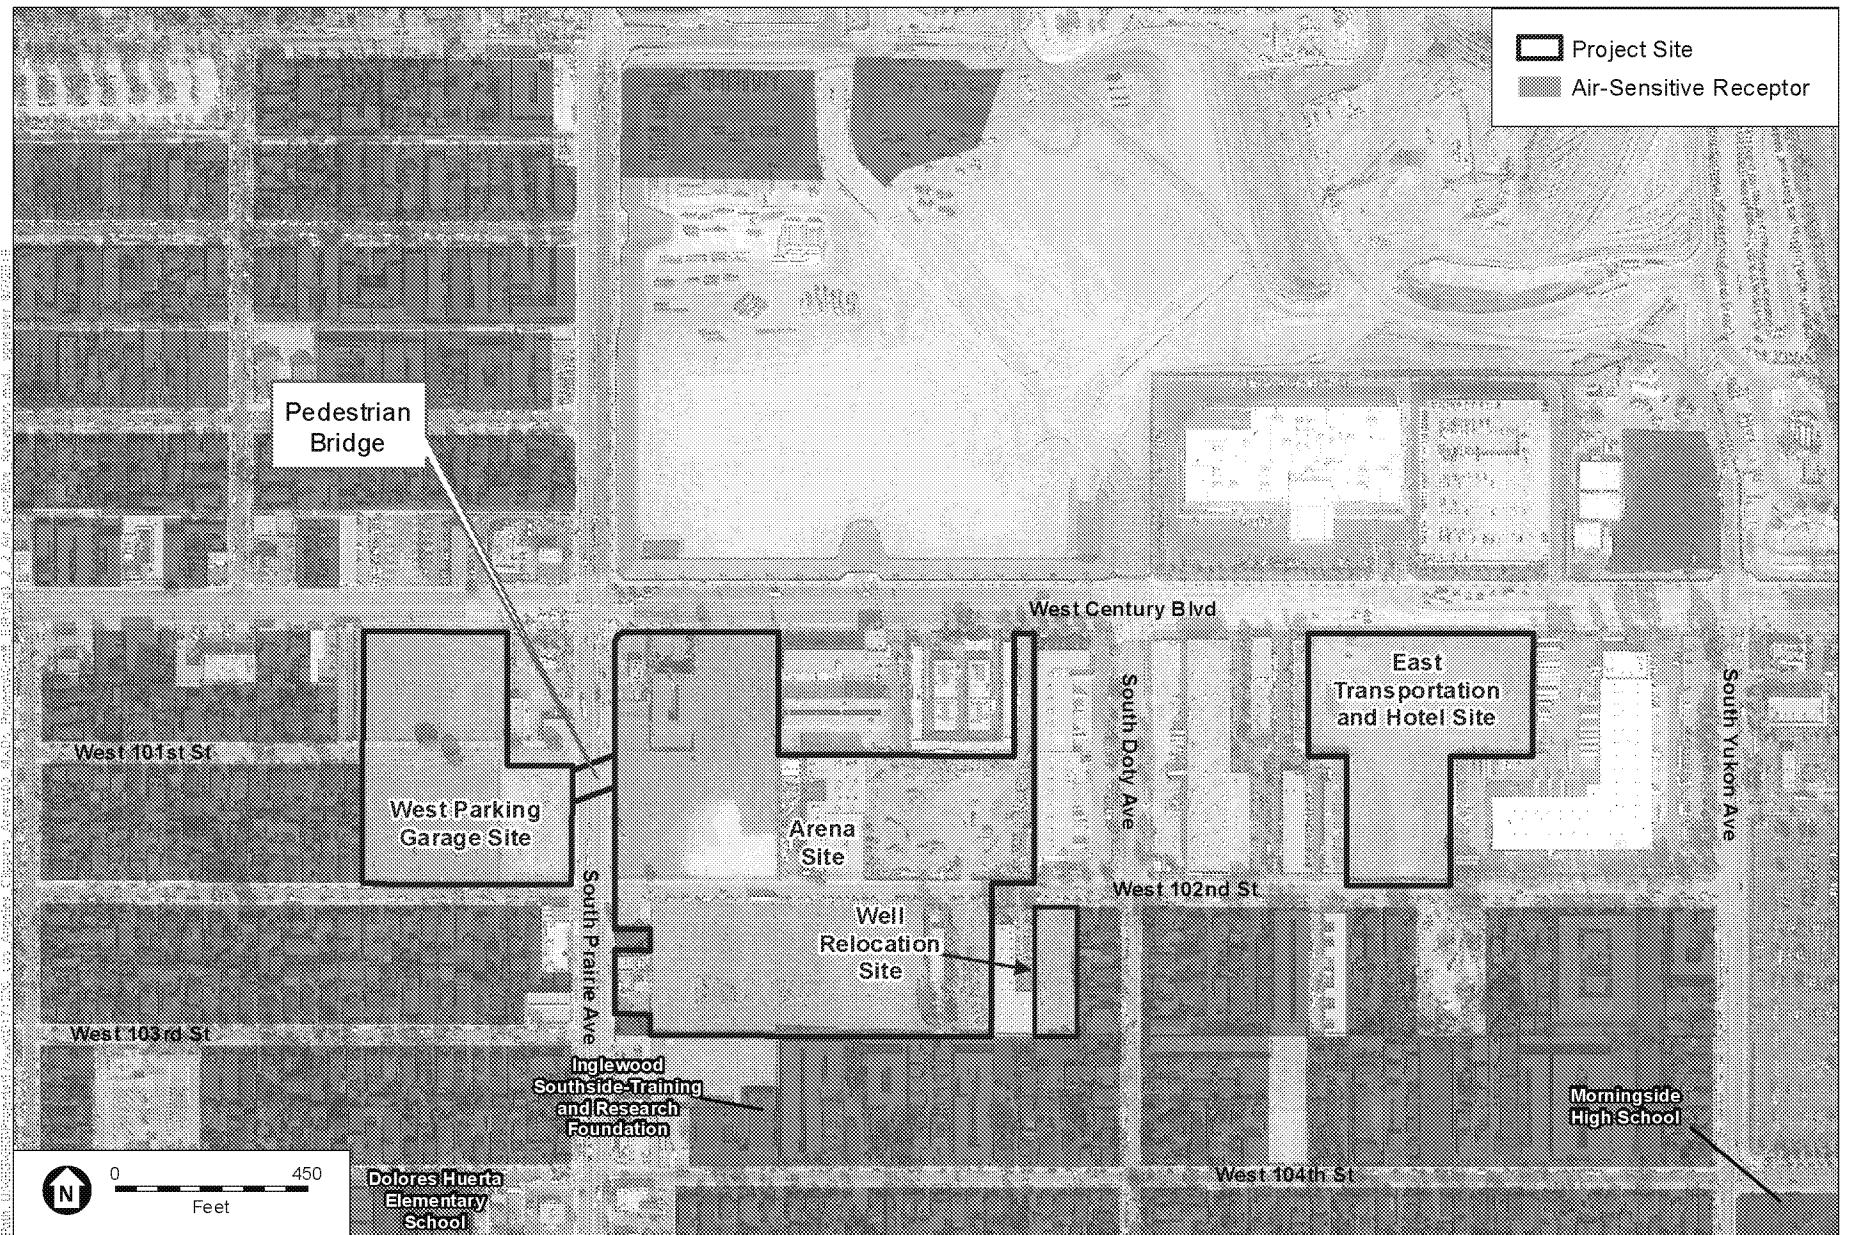 Project Site
Air-Sensitive Receptor
Pedestrian
Bridge
West Century Blvd
East
Transportation
and Hotel Site
South Doty Ave
South Yukon Ave
West 101st St
West Parking
Garage Site
Arena
Site
South Prairie Ave
West 102nd St
Well
Relocation
Site
West 103rd St
Inglewood
Southside-Training
and Research
Foundation
Morningside
High School
West 104th St
Dolores Huerta
Elementary
School
N
0 450
Feet